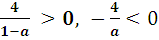 4/(1−a) > 0, −4/a < 0